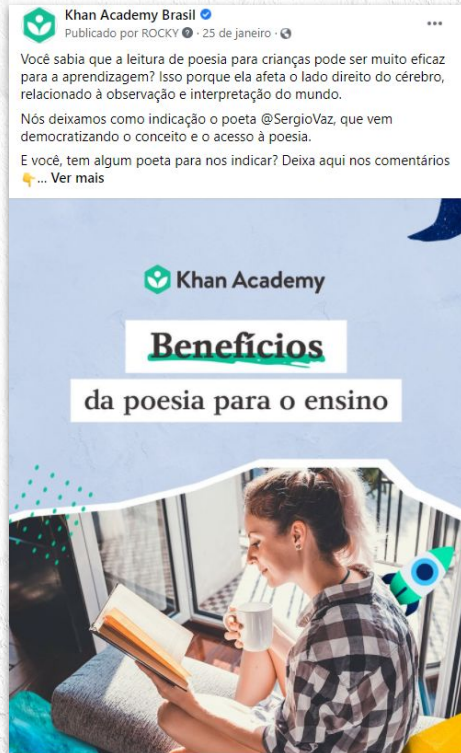 Khan Academy Brasil
Publicado por ROCKY · 25 de janeiro ·
Você sabia que a leitura de poesia para crianças pode ser muito eficaz
para a aprendizagem? Isso porque ela afeta o lado direito do cérebro,
relacionado à observação e interpretação do mundo.
Nós deixamos como indicação o poeta @SergioVaz, que vem
democratizando o conceito e o acesso à poesia.
E você, tem algum poeta para nos indicar? Deixa aqui nos comentários
👇... Ver mais
Khan Academy
Benefícios
da poesia para o ensino